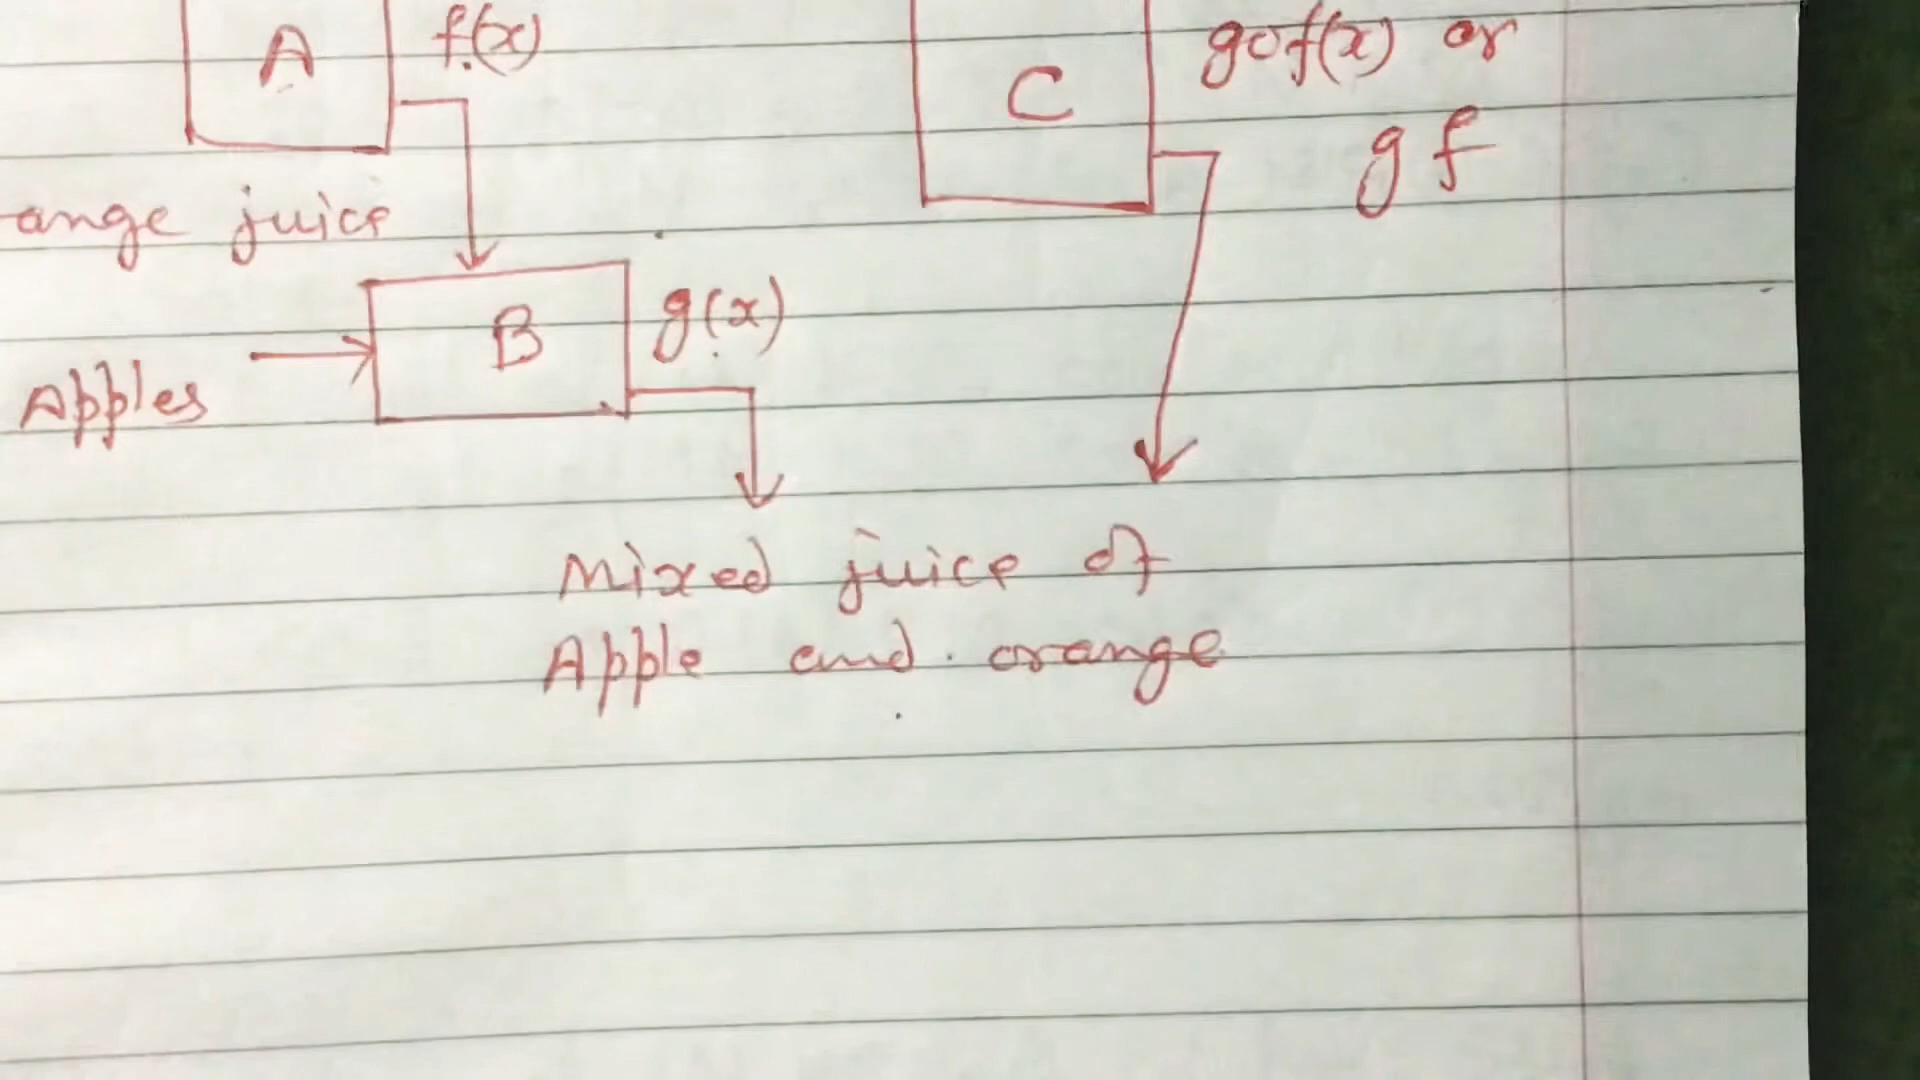 A f(x)
C gof(x) or
gf
ange juice
B g(x)
Apples
Mixed juice of
Apple and orange